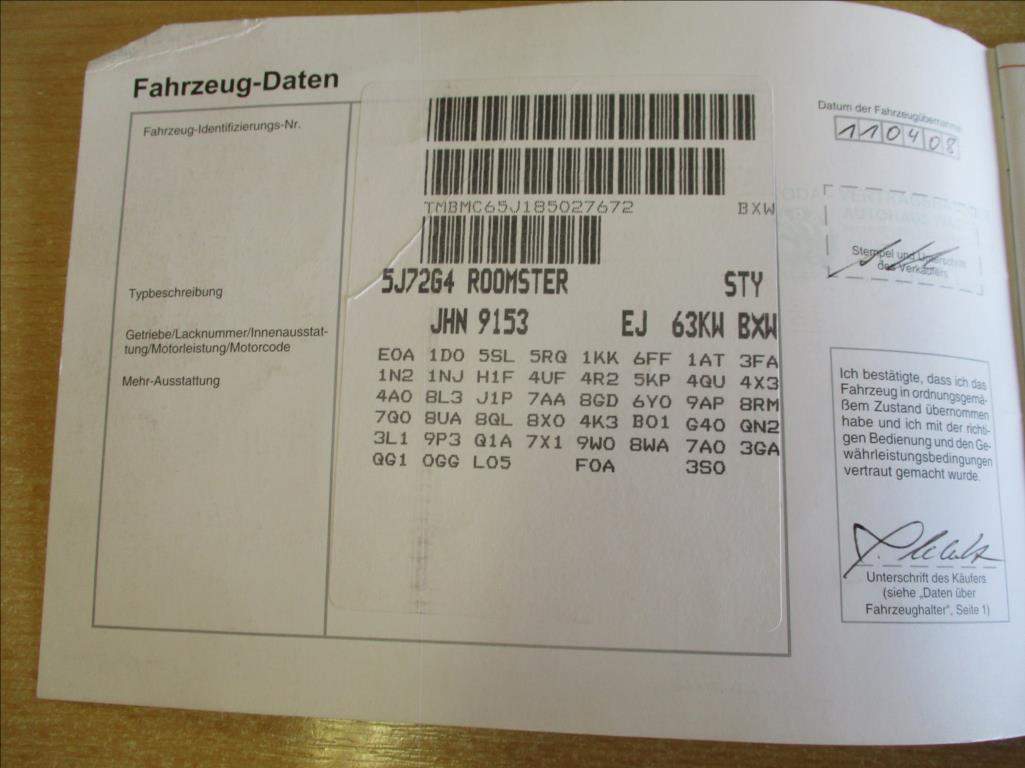 Fahrzeug-Daten
Fahrzeug-Identifizierungs-Nr.
TMBMC65J185027672 BXW
Typbeschreibung
5J72G4 ROOMSTER STY
Getriebe/Lacknummer/Innenausstat-
tung/Motorleistung/Motorcode
JHN 9153 EJ 63KW BXW
Mehr-Ausstattung
E0A 1D0 5SL 5RQ 1KK 6FF 1AT 3FA
1N2 1NJ H1F 4UF 4R2 5KP 4QU 4X3
4A0 8L3 J1P 7AA 8GD 6Y0 9AP 8RM
7Q0 8UA 8QL 8X0 4K3 B01 G40 QN2
3L1 9P3 Q1A 7X1 9W0 8WA 7A0 3GA
QG1 0GG L05 F0A 3S0
Datum der Fahrzeugübernahme
110408
Stempel und Unterschrift
des Verkäufers
Ich bestätigte, dass ich das
Fahrzeug in ordnungsgemä-
ßem Zustand übernommen
habe und ich mit der richti-
gen Bedienung und den Ge-
währleistungsbedingungen
vertraut gemacht wurde.
Unterschrift des Käufers
(siehe „Daten über
Fahrzeughalter", Seite 1)